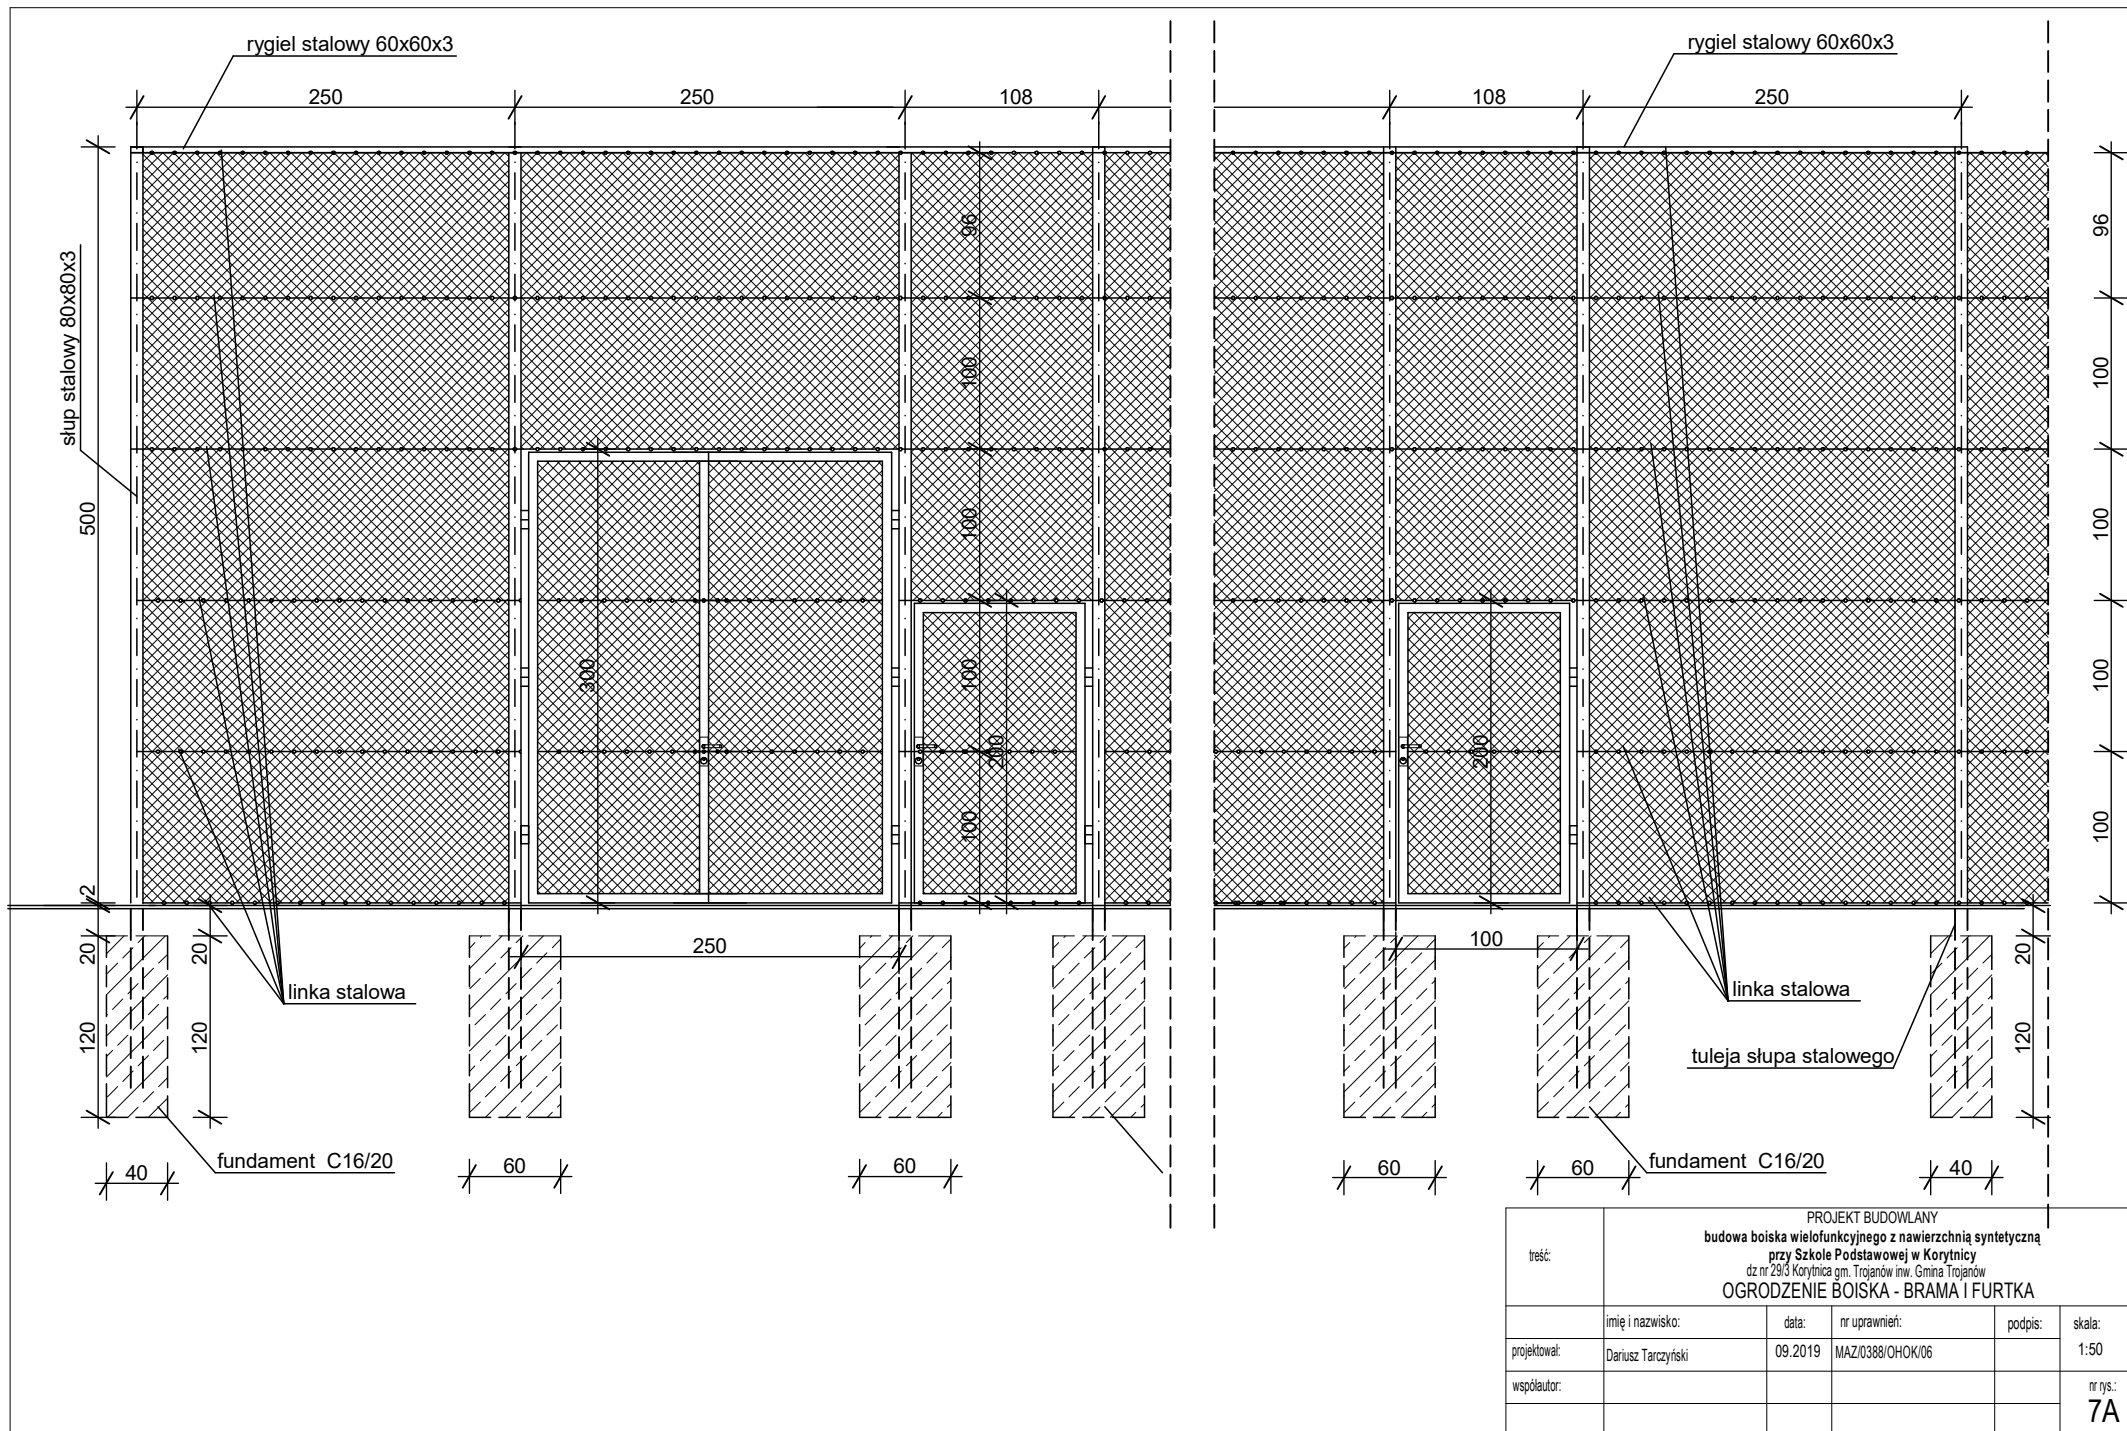 rygiel stalowy 60x60x3
rygiel stalowy 60x60x3
250
250
108
108
250
96
96
słup stalowy 80x80x3
100
100
500
100
100
300
100
100
200
200
100
100
2
20
20
250
100
20
linka stalowa
linka stalowa
120
120
120
tuleja słupa stalowego
fundament C16/20
fundament C16/20
40
60
60
60
60
40
PROJEKT BUDOWLANY
treść:
budowa boiska wielofunkcyjnego z nawierzchnią syntetyczną
przy Szkole Podstawowej w Korytnicy
dz nr 29/3 Korytnica gm. Trojanów inw. Gmina Trojanów
OGRODZENIE BOISKA - BRAMA I FURTKA
imię i nazwisko: data: nr uprawnień: podpis: skala:
projektował: Dariusz Tarczyński 09.2019 MAZ/0388/OHOK/06 1:50
współautor: nr rys.:
7A